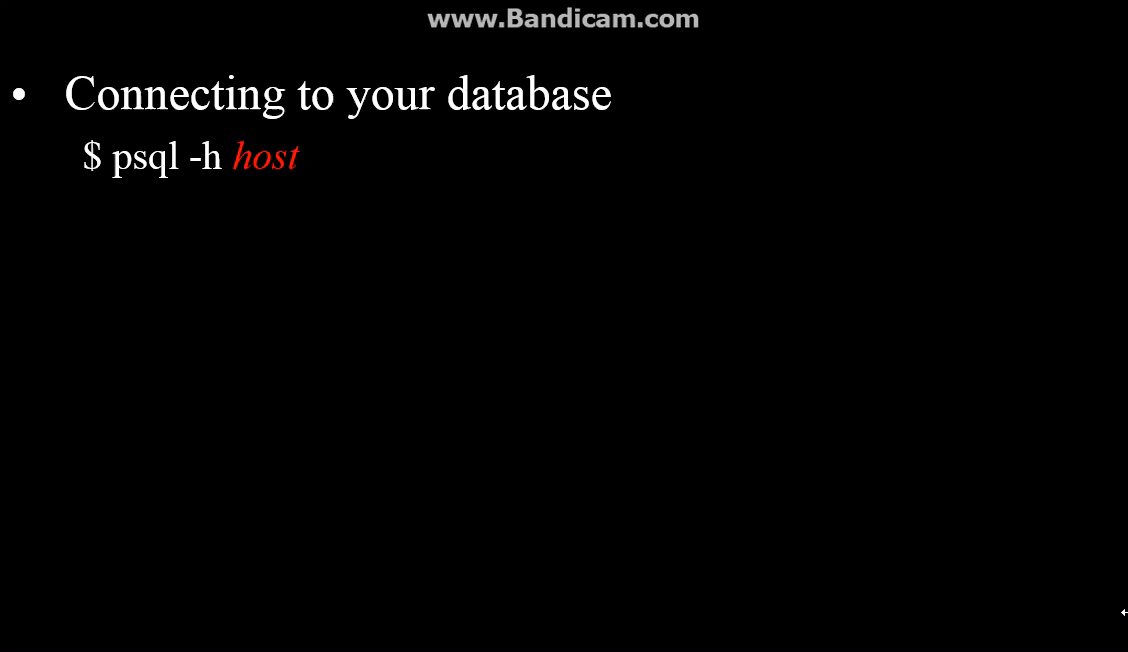 www.Bandicam.com
• Connecting to your database
$ psql -h host